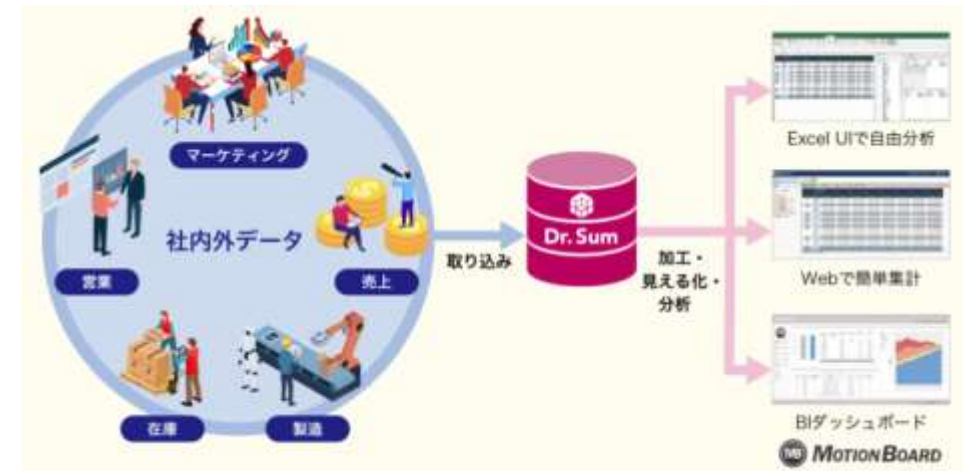 マーケティング
社内外データ
営業
売上
在庫
製造
取り込み
Dr.Sum
加工・
見える化・
分析
Excel UIで自由分析
Webで簡単集計
BIダッシュボード
MOTIONBOARD